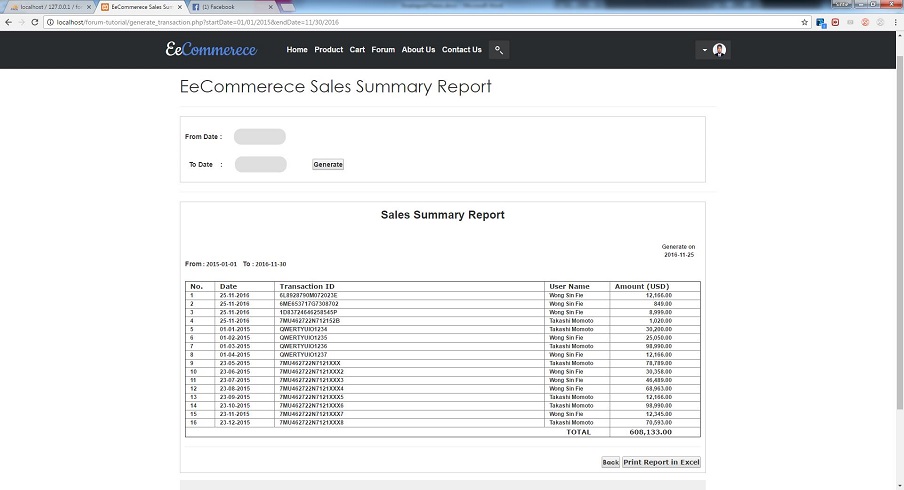 localhost / 127.0.0.1 / fo
EeCommerece Sales Sum
Facebook
localhost/forum-tutorial/generate_transaction.php?startDate=01/01/2015&endDate=11/30/2016
EeCommerece Home Product Cart Forum About Us Contact Us
EeCommerece Sales Summary Report
From Date :
To Date :
Generate
Sales Summary Report
Generate on
2016-11-25
From : 2015-01-01 To : 2016-11-30
No. Date Transaction ID User Name Amount (USD)
1 25-11-2016 6L8928790M072023E Wong Sin Fie 12,166.00
2 25-11-2016 6ME653717G7308702 Wong Sin Fie 849.00
3 25-11-2016 1D83724646258545P Wong Sin Fie 8,999.00
4 25-11-2016 7MU462722N712152B Takashi Momoto 1,020.00
5 01-01-2015 QWERTYUIO1234 Takashi Momoto 30,200.00
6 01-02-2015 QWERTYUIO1235 Wong Sin Fie 25,050.00
7 01-03-2015 QWERTYUIO1236 Takashi Momoto 98,990.00
8 01-04-2015 QWERTYUIO1237 Wong Sin Fie 12,166.00
9 23-05-2015 7MU462722N7121XXX Takashi Momoto 78,789.00
10 23-06-2015 7MU462722N7121XXX2 Wong Sin Fie 30,358.00
11 23-07-2015 7MU462722N7121XXX3 Wong Sin Fie 46,489.00
12 23-08-2015 7MU462722N7121XXX4 Wong Sin Fie 68,963.00
13 23-09-2015 7MU462722N7121XXX5 Takashi Momoto 12,166.00
14 23-10-2015 7MU462722N7121XXX6 Takashi Momoto 98,990.00
15 23-11-2015 7MU462722N7121XXX7 Wong Sin Fie 12,345.00
16 23-12-2015 7MU462722N7121XXX8 Takashi Momoto 70,593.00
TOTAL 608,133.00
Back Print Report in Excel